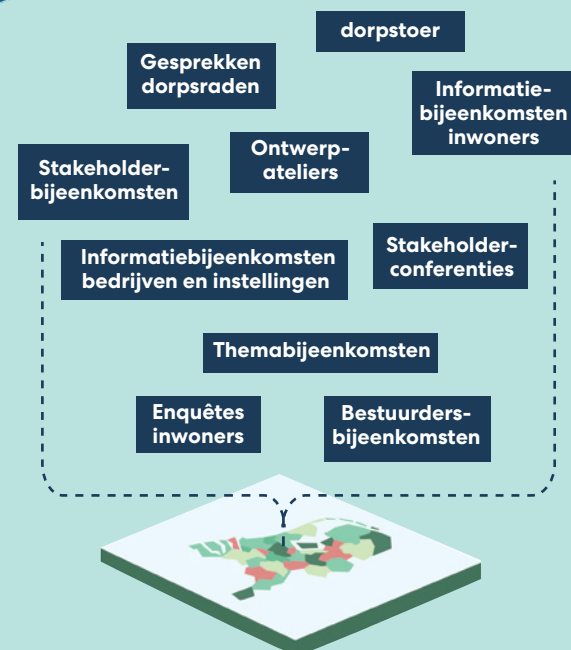 dorpstoer
Gesprekken
dorpsraden
Informatie-
bijeenkomsten
inwoners
Ontwerp-
ateliers
Stakeholder-
bijeenkomsten
Stakeholder-
conferenties
Informatiebijeenkomsten
bedrijven en instellingen
Themabijeenkomsten
Enquêtes
inwoners
Bestuurders-
bijeenkomsten